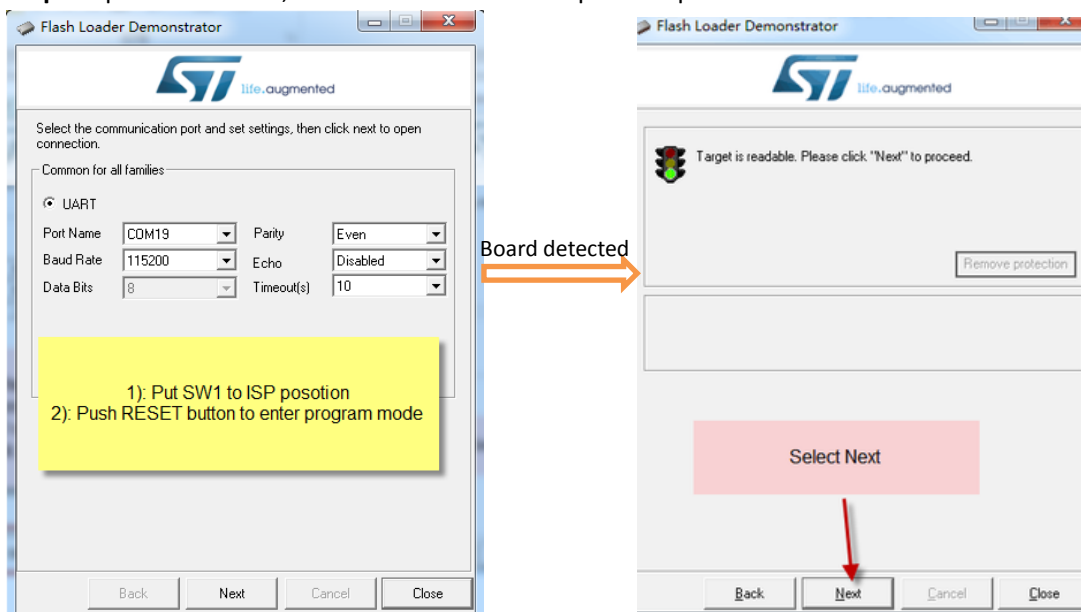 Flash Loader Demonstrator
life.augmented
Select the communication port and set settings, then click next to open
connection.
Common for all families
UART
Port Name COM19 Parity Even
Baud Rate 115200 Echo Disabled
Data Bits 8 Timeout(s) 10
1): Put SW1 to ISP posotion
2): Push RESET button to enter program mode
Back Next Cancel Close
Board detected
Flash Loader Demonstrator
life.augmented
Target is readable. Please click "Next" to proceed.
Remove protection
Select Next
Back Next Cancel Close